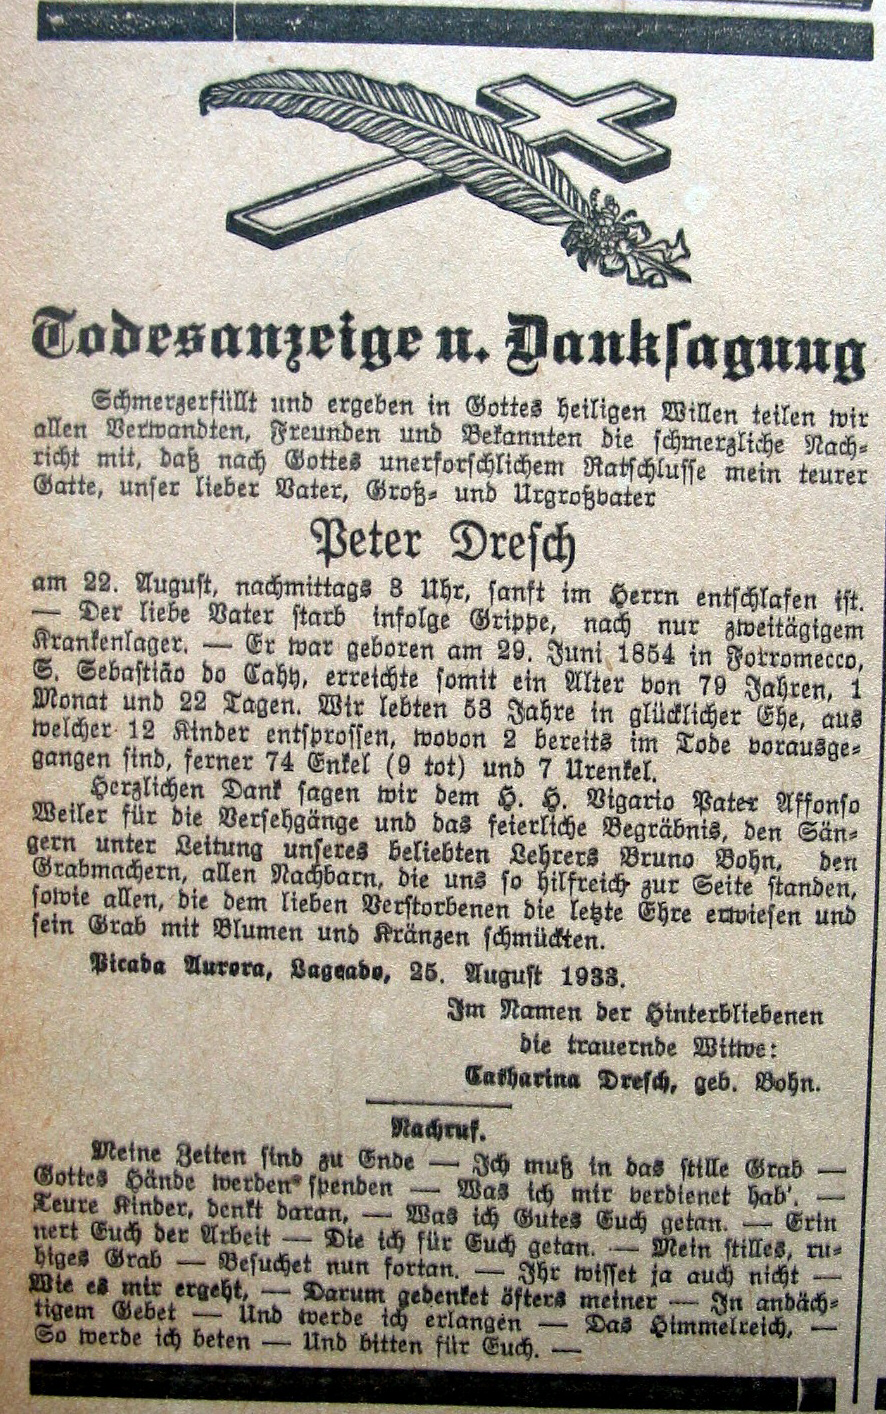 Todesanzeige u. Danksagung
Schmerzerfüllt und ergeben in Gottes heiligen Willen teilen wir
allen Verwandten, Freunden und Bekannten die schmerzliche Nach-
richt mit, daß nach Gottes unerforschlichem Ratschlusse mein teurer
Gatte, unser lieber Vater, Groß- und Urgroßvater
Peter Dresch
am 22. August, nachmittags 3 Uhr, sanft im Herrn entschlafen ist.
— Der liebe Vater starb infolge Grippe, nach nur zweitägigem
Krankenlager. — Er war geboren am 29. Juni 1854 in Forromecco,
S. Sebastião do Cahy, erreichte somit ein Alter von 79 Jahren, 1
Monat und 22 Tagen. Wir lebten 53 Jahre in glücklicher Ehe, aus
welcher 12 Kinder entsprossen, wovon 2 bereits im Tode vorausge-
gangen sind, ferner 74 Enkel (9 tot) und 7 Urenkel.
Herzlichen Dank sagen wir dem H. H. Vigario Pater Affonso
Weiler für die Versehgänge und das feierliche Begräbnis, den Sän-
gern unter Leitung unseres beliebten Lehrers Bruno Bohn, den
Grabmachern, allen Nachbarn, die uns so hilfreich zur Seite standen,
sowie allen, die dem lieben Verstorbenen die letzte Ehre erwiesen und
sein Grab mit Blumen und Kränzen schmückten.
Picada Aurora, Lageado, 25. August 1933.
Im Namen der Hinterbliebenen
die trauernde Witwe:
Catharina Dresch, geb. Bohn.
Nachruf.
Meine Zeiten sind zu Ende — Ich muß in das stille Grab —
Gottes Hände werden spenden — Was ich mir verdienet hab'. —
Teure Kinder, denkt daran, — Was ich Gutes Euch getan. — Erin
nert Euch der Arbeit — Die ich für Euch getan. — Mein stilles, ru-
higes Grab — Besuchet nun fortan. — Ihr wisset ja auch nicht —
Wie es mir ergeht, — Darum gedenket öfters meiner — In andäch-
tigem Gebet — Und werde ich erlangen — Das Himmelreich, —
So werde ich beten — Und bitten für Euch. —